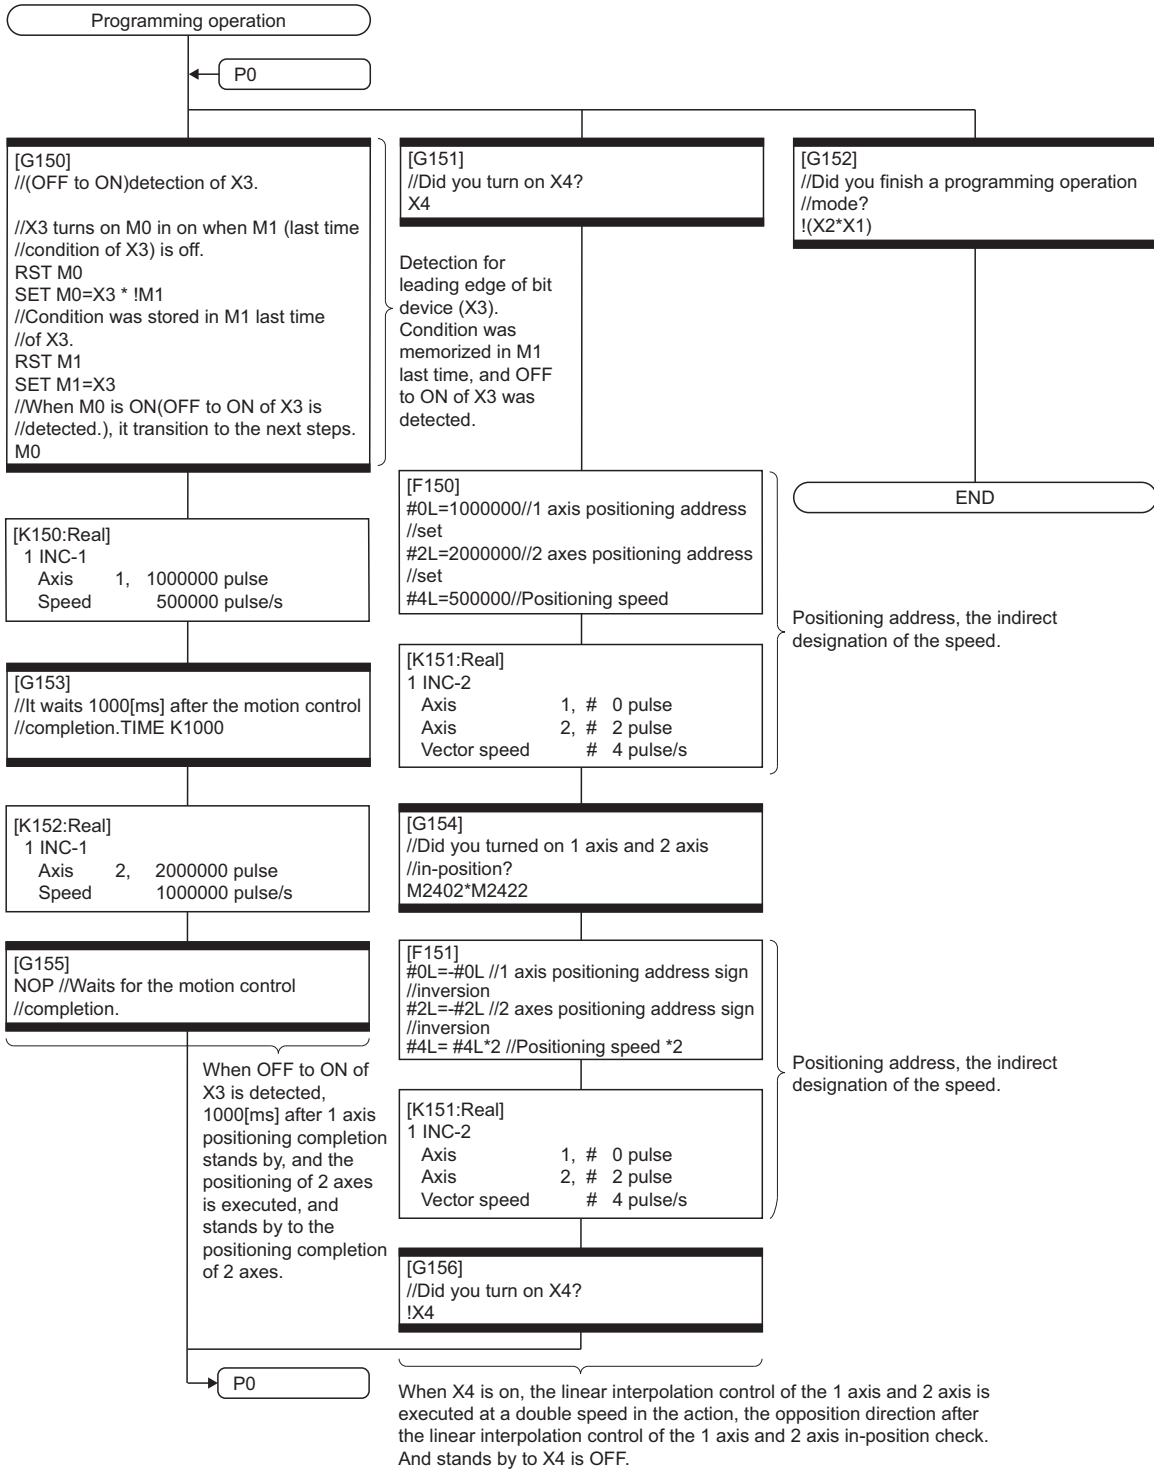 Programming operation
P0
[G150]
//(OFF to ON)detection of X3.
//X3 turns on M0 in on when M1 (last time
//condition of X3) is off.
RST M0
SET M0=X3 * !M1
//Condition was stored in M1 last time
//of X3.
RST M1
SET M1=X3
//When M0 is ON(OFF to ON of X3 is
//detected.), it transition to the next steps.
M0
Detection for
leading edge of bit
device (X3).
Condition was
memorized in M1
last time, and OFF
to ON of X3 was
detected.
[K150:Real]
1 INC-1
Axis 1, 1000000 pulse
Speed 500000 pulse/s
[G153]
//It waits 1000[ms] after the motion control
//completion.TIME K1000
[K152:Real]
1 INC-1
Axis 2, 2000000 pulse
Speed 1000000 pulse/s
[G155]
NOP //Waits for the motion control
//completion.
When OFF to ON of
X3 is detected,
1000[ms] after 1 axis
positioning completion
stands by, and the
positioning of 2 axes
is executed, and
stands by to the
positioning completion
of 2 axes.
P0
[G151]
//Did you turn on X4?
X4
[F150]
#0L=1000000//1 axis positioning address
//set
#2L=2000000//2 axes positioning address
//set
#4L=500000//Positioning speed
[K151:Real]
1 INC-2
Axis 1, # 0 pulse
Axis 2, # 2 pulse
Vector speed # 4 pulse/s
Positioning address, the indirect
designation of the speed.
[G154]
//Did you turned on 1 axis and 2 axis
//in-position?
M2402*M2422
[F151]
#0L=-#0L //1 axis positioning address sign
//inversion
#2L=-#2L //2 axes positioning address sign
//inversion
#4L= #4L*2 //Positioning speed *2
[K151:Real]
1 INC-2
Axis 1, # 0 pulse
Axis 2, # 2 pulse
Vector speed # 4 pulse/s
Positioning address, the indirect
designation of the speed.
[G156]
//Did you turn on X4?
!X4
When X4 is on, the linear interpolation control of the 1 axis and 2 axis is
executed at a double speed in the action, the opposition direction after
the linear interpolation control of the 1 axis and 2 axis in-position check.
And stands by to X4 is OFF.
[G152]
//Did you finish a programming operation
//mode?
!(X2*X1)
END